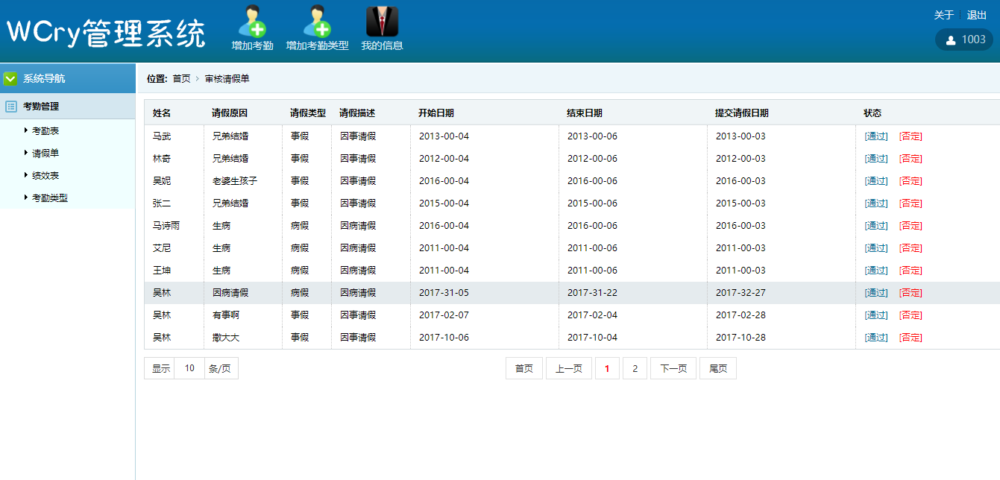 WCry管理系统
增加考勤 增加考勤类型 我的信息
关于 退出
1003
系统导航
考勤管理
考勤表
请假单
绩效表
考勤类型
位置: 首页 > 审核请假单
姓名 请假原因 请假类型 请假描述 开始日期 结束日期 提交请假日期 状态
马武 兄弟结婚 事假 因事请假 2013-00-04 2013-00-06 2013-00-03 [通过] [否定]
林奇 兄弟结婚 事假 因事请假 2012-00-04 2012-00-06 2012-00-03 [通过] [否定]
吴妮 老婆生孩子 事假 因事请假 2016-00-04 2016-00-06 2016-00-03 [通过] [否定]
张二 兄弟结婚 事假 因事请假 2015-00-04 2015-00-06 2015-00-03 [通过] [否定]
马诗雨 生病 病假 因病请假 2016-00-04 2016-00-06 2016-00-03 [通过] [否定]
艾尼 生病 病假 因病请假 2011-00-04 2011-00-06 2011-00-03 [通过] [否定]
王坤 生病 病假 因病请假 2011-00-04 2011-00-06 2011-00-03 [通过] [否定]
吴林 因病请假 病假 因病请假 2017-31-05 2017-31-22 2017-32-27 [通过] [否定]
吴林 有事啊 事假 因事请假 2017-02-07 2017-02-04 2017-02-28 [通过] [否定]
吴林 撒大大 事假 因事请假 2017-10-06 2017-10-04 2017-10-28 [通过] [否定]
显示 10 条/页 首页 上一页 1 2 下一页 尾页